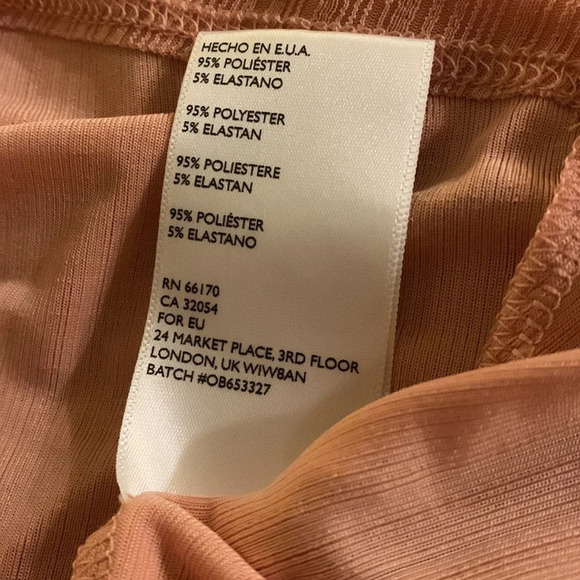 HECHO EN E.U.A.
95% POLIÉSTER
5% ELASTANO
95% POLYESTER
5% ELASTAN
95% POLIESTERE
5% ELASTAN
95% POLIÉSTER
5% ELASTANO
RN 66170
CA 32054
FOR EU
24 MARKET PLACE, 3RD FLOOR
LONDON, UK WIW8AN
BATCH #OB653327